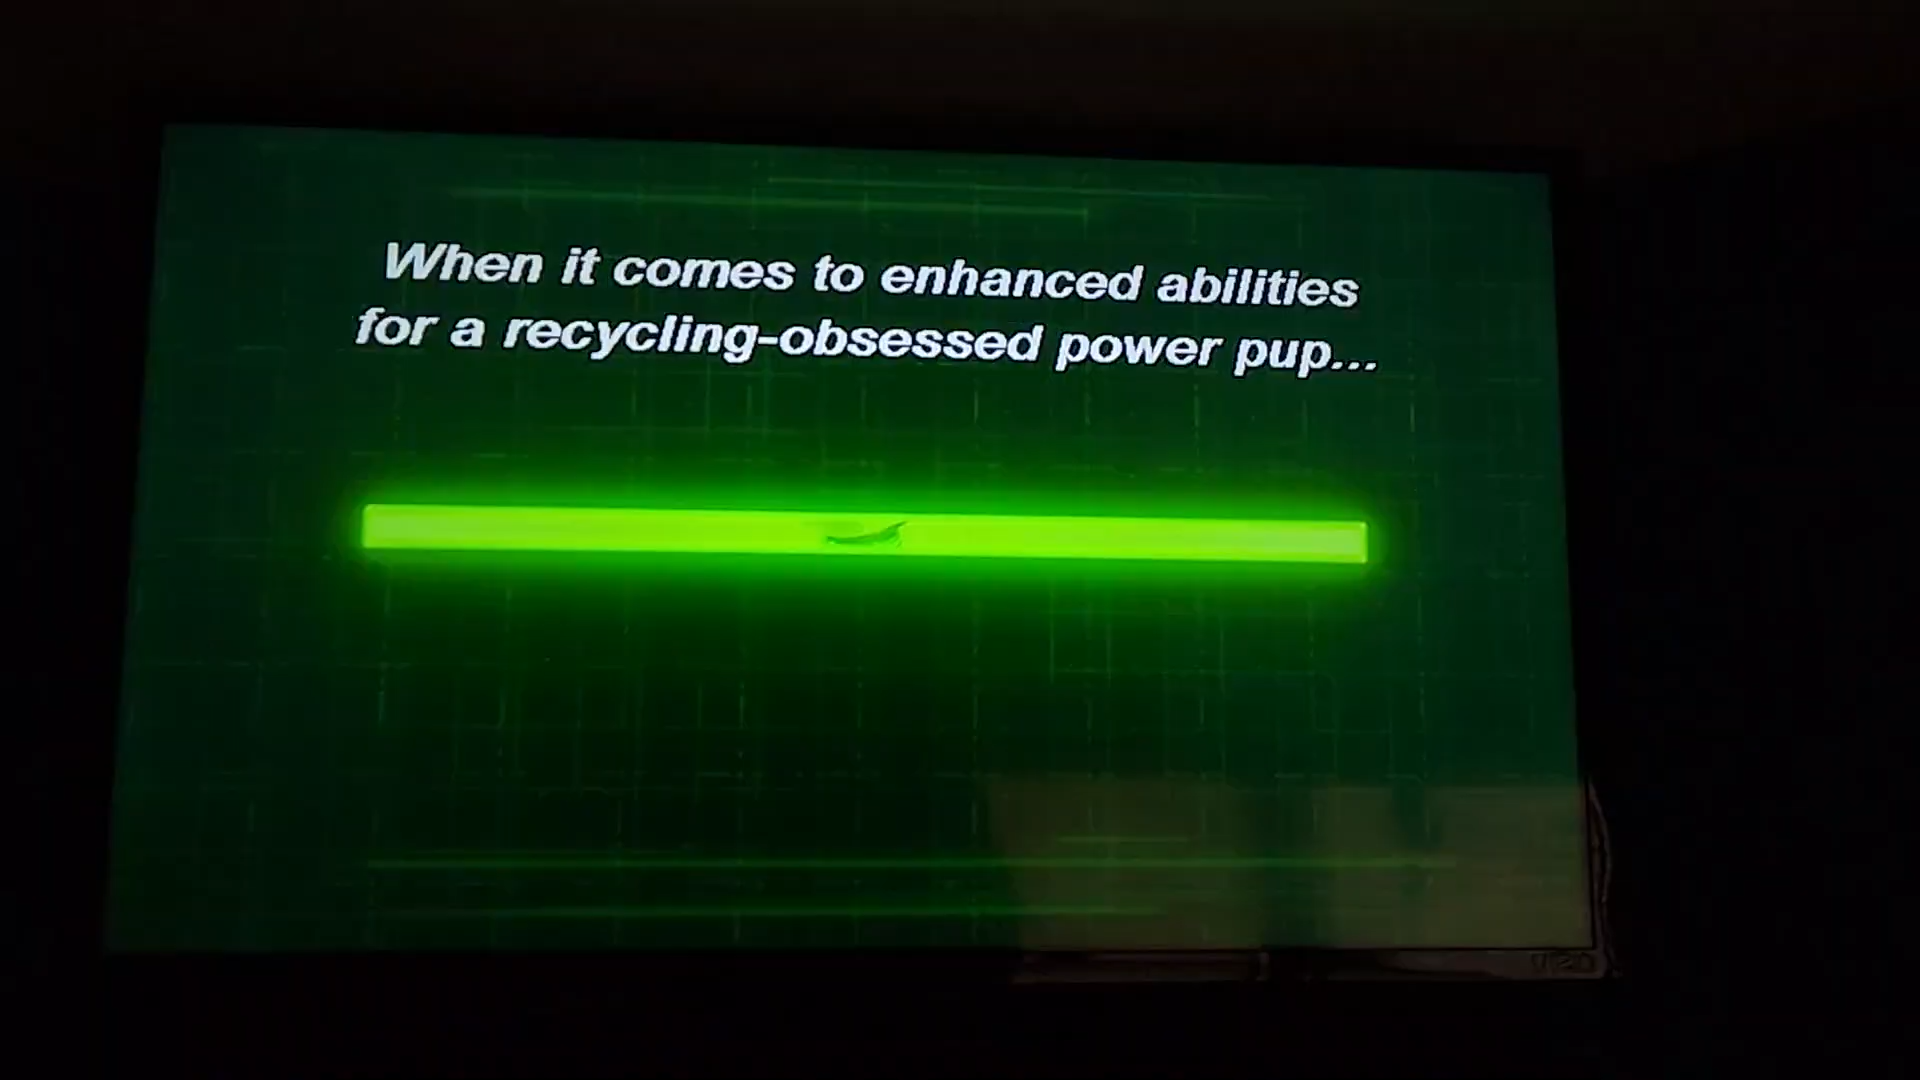 When it comes to enhanced abilities
for a recycling-obsessed power pup...